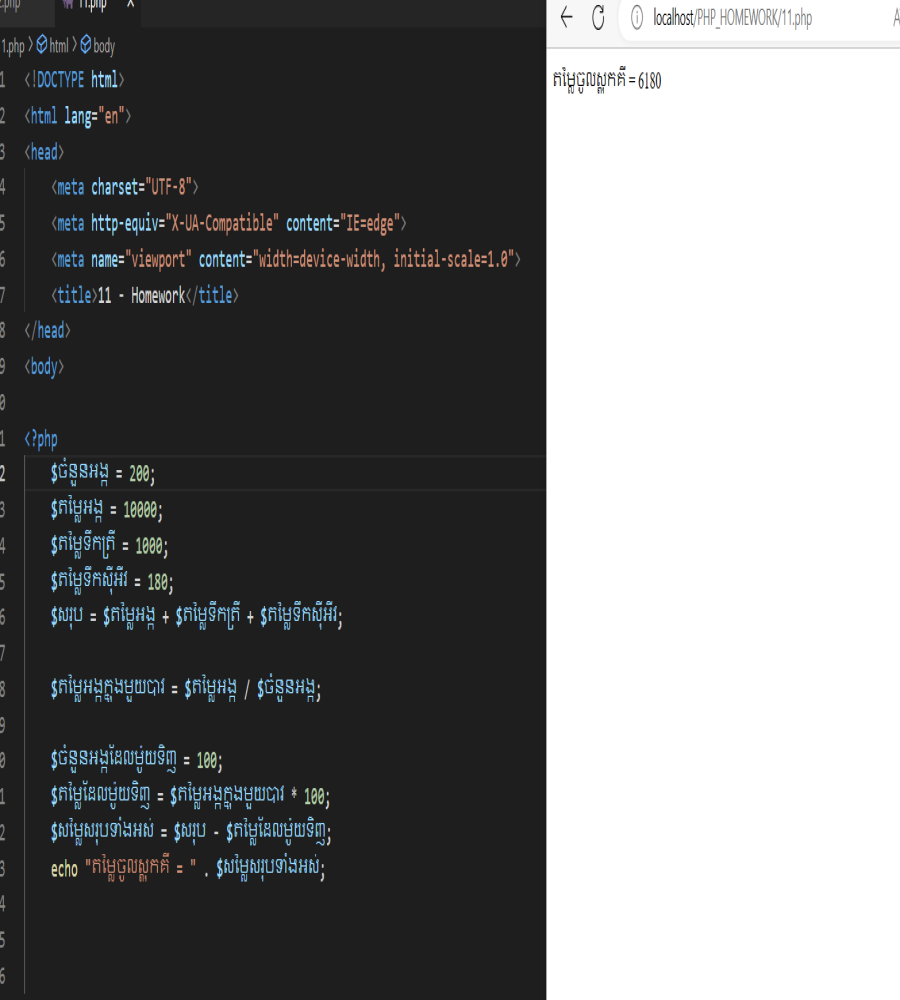 11.php
1.php > html > body
1 <!DOCTYPE html>
2 <html lang="en">
3 <head>
4 <meta charset="UTF-8">
5 <meta http-equiv="X-UA-Compatible" content="IE=edge">
6 <meta name="viewport" content="width=device-width, initial-scale=1.0">
7 <title>11 - Homework</title>
8 </head>
9 <body>
0
1 <?php
2 $ចំនួនអង្ក = 200;
3 $តម្លៃអង្ក = 10000;
4 $តម្លៃទឹកត្រី = 1000;
5 $តម្លៃទឹកស៊ីអ៊ីវ = 180;
6 $សរុប = $តម្លៃអង្ក + $តម្លៃទឹកត្រី + $តម្លៃទឹកស៊ីអ៊ីវ;
7
8 $តម្លៃអង្កក្នុងមួយបាវ = $តម្លៃអង្ក / $ចំនួនអង្ក;
9
0 $ចំនួនអង្កដែលម៉ូយទិញ = 100;
1 $តម្លៃដែលម៉ូយទិញ = $តម្លៃអង្កក្នុងមួយបាវ * 100;
2 $សម្លៃសរុបទាំងអស់ = $សរុប - $តម្លៃដែលម៉ូយទិញ;
3 echo "តម្លៃចូលស្តុកគឺ = " . $សម្លៃសរុបទាំងអស់;
4
5
6
localhost/PHP_HOMEWORK/11.php
តម្លៃចូលស្តុកគឺ = 6180